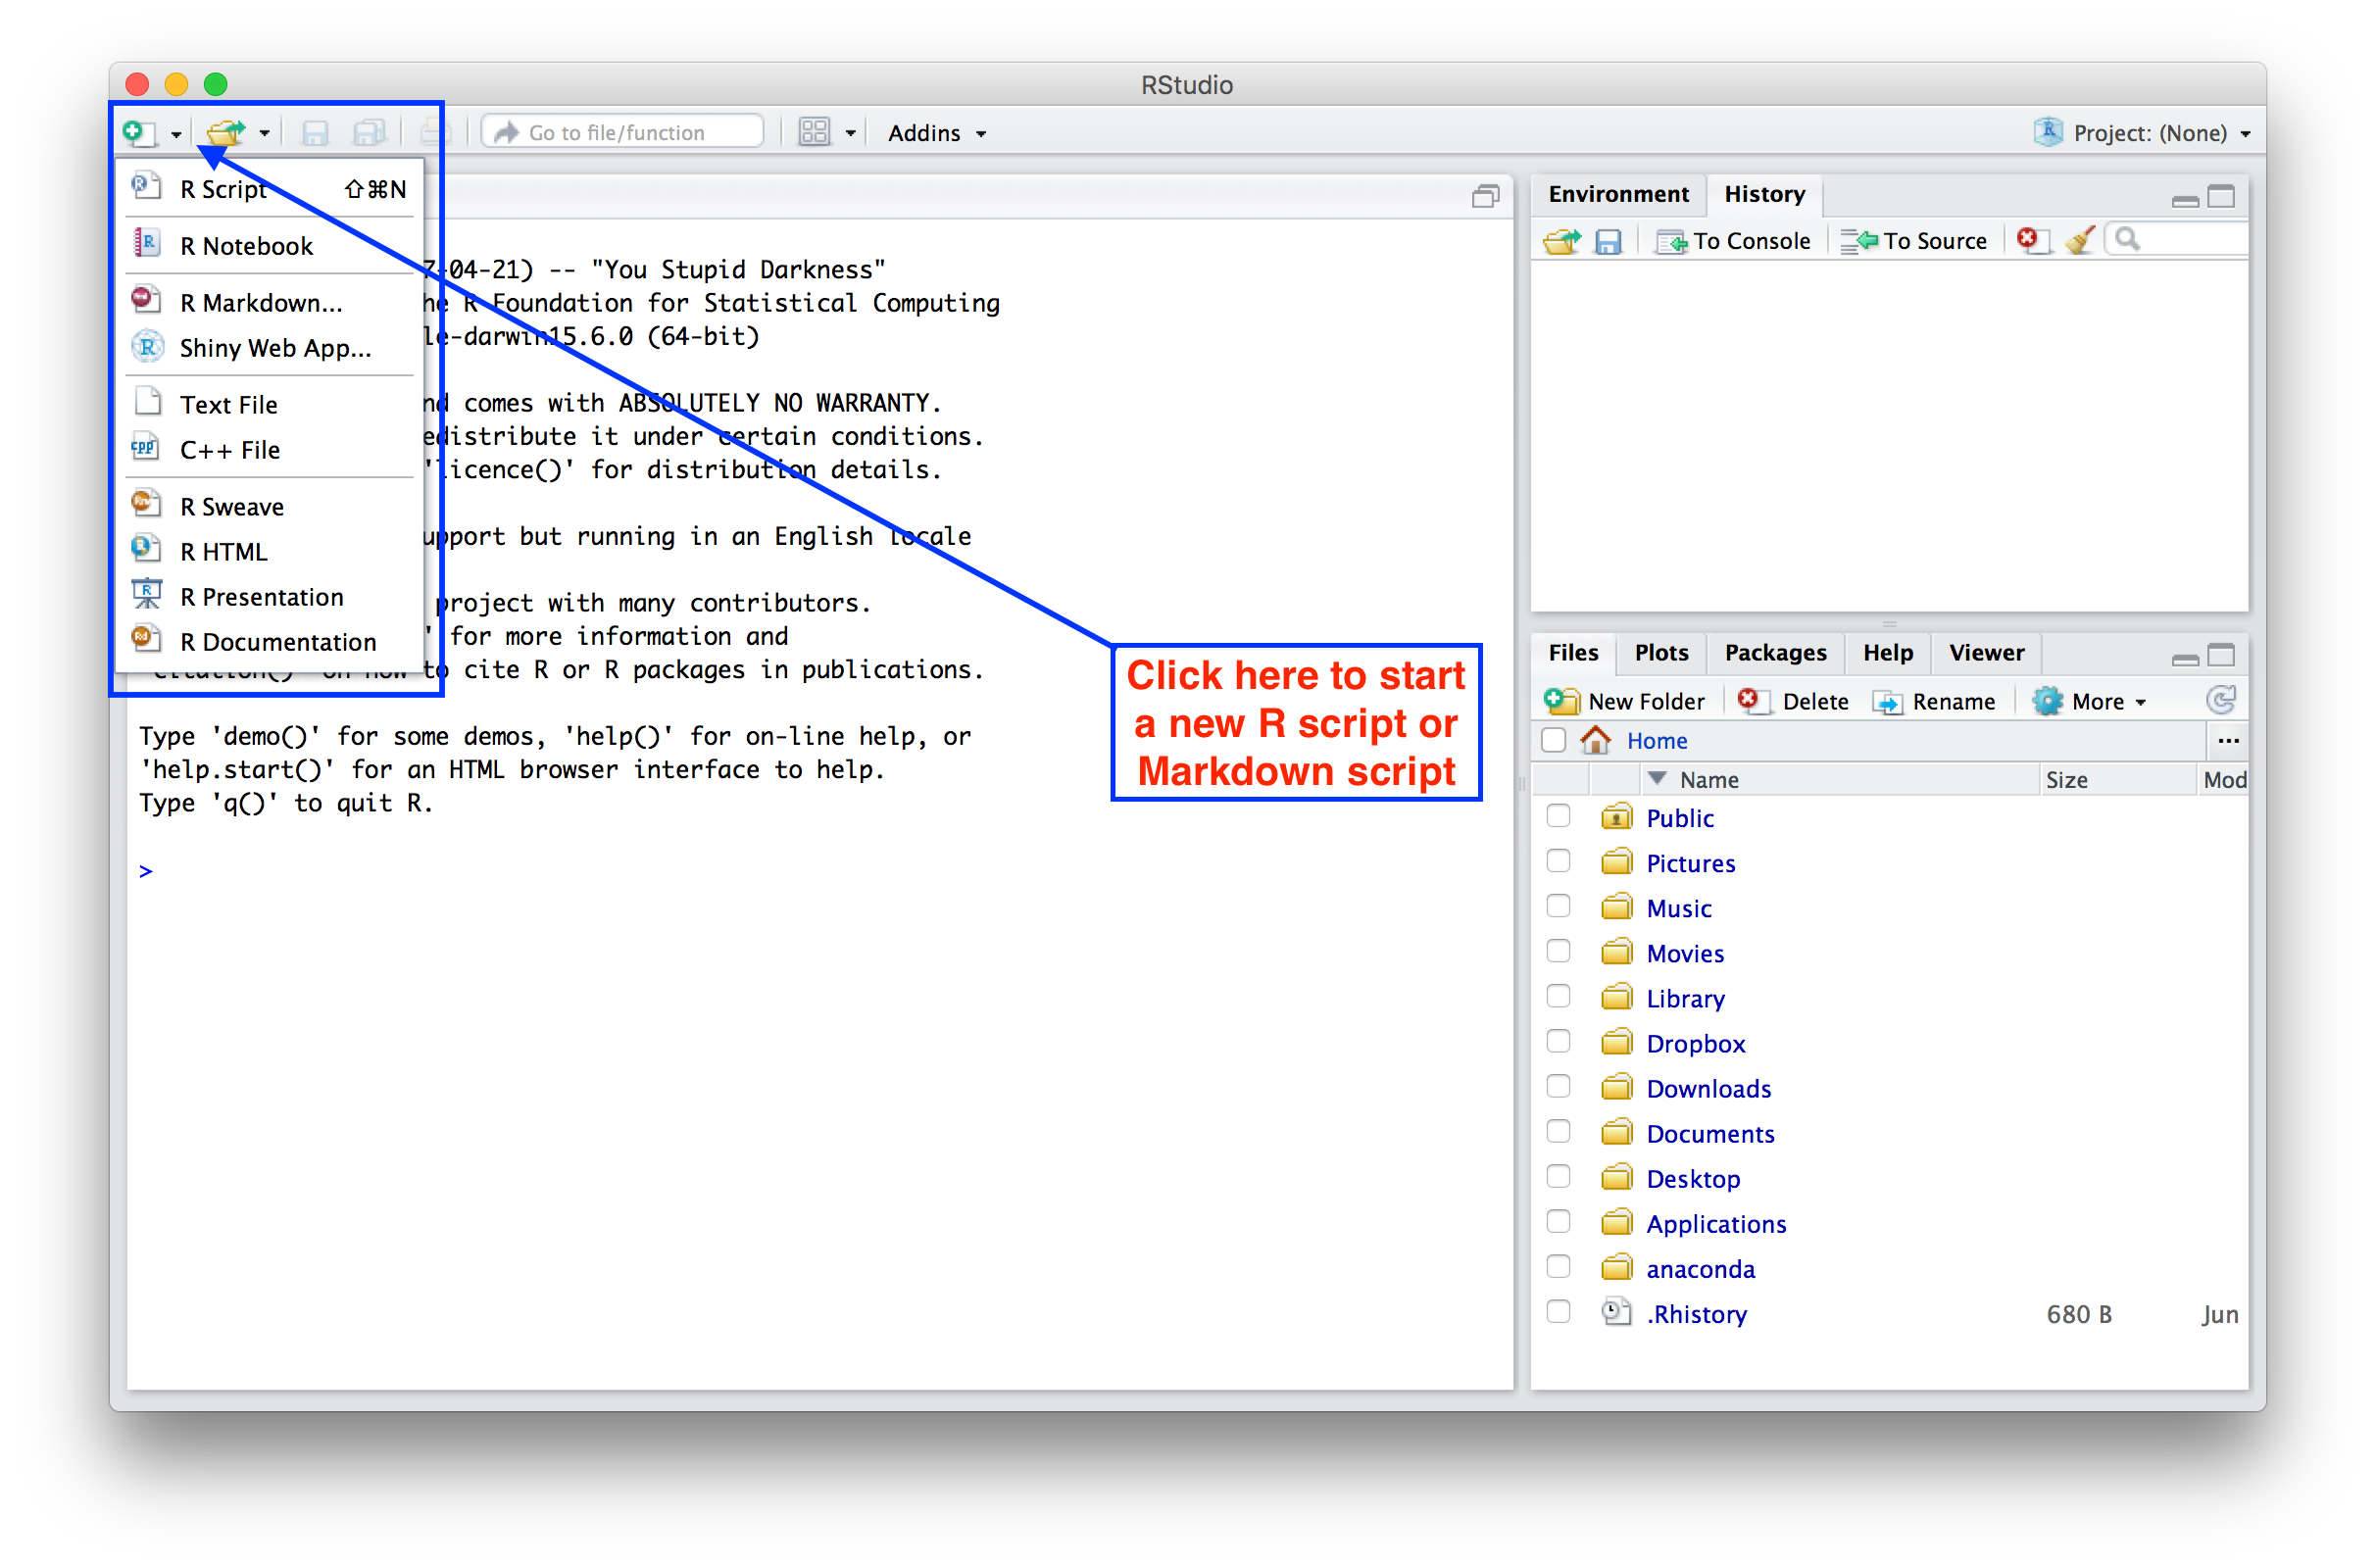 RStudio
Go to file/function
Addins
Project: (None)
R Script ⇧⌘N
R Notebook
R Markdown...
Shiny Web App...
Text File
C++ File
R Sweave
R HTML
R Presentation
R Documentation
-04-21) -- "You Stupid Darkness"
R Foundation for Statistical Computing
-darwin15.6.0 (64-bit)
comes with ABSOLUTELY NO WARRANTY.
it under certain conditions.
'licence()' for distribution details.
but running in an English locale
project with many contributors.
' for more information and
to cite R or R packages in publications.
Type 'demo()' for some demos, 'help()' for on-line help, or
'help.start()' for an HTML browser interface to help.
Type 'q()' to quit R.
>
Click here to start
a new R script or
Markdown script
Environment History
To Console To Source
Files Plots Packages Help Viewer
New Folder Delete Rename More
Home ...
Name Size Mod
Public
Pictures
Music
Movies
Library
Dropbox
Downloads
Documents
Desktop
Applications
anaconda
.Rhistory 680 B Jun